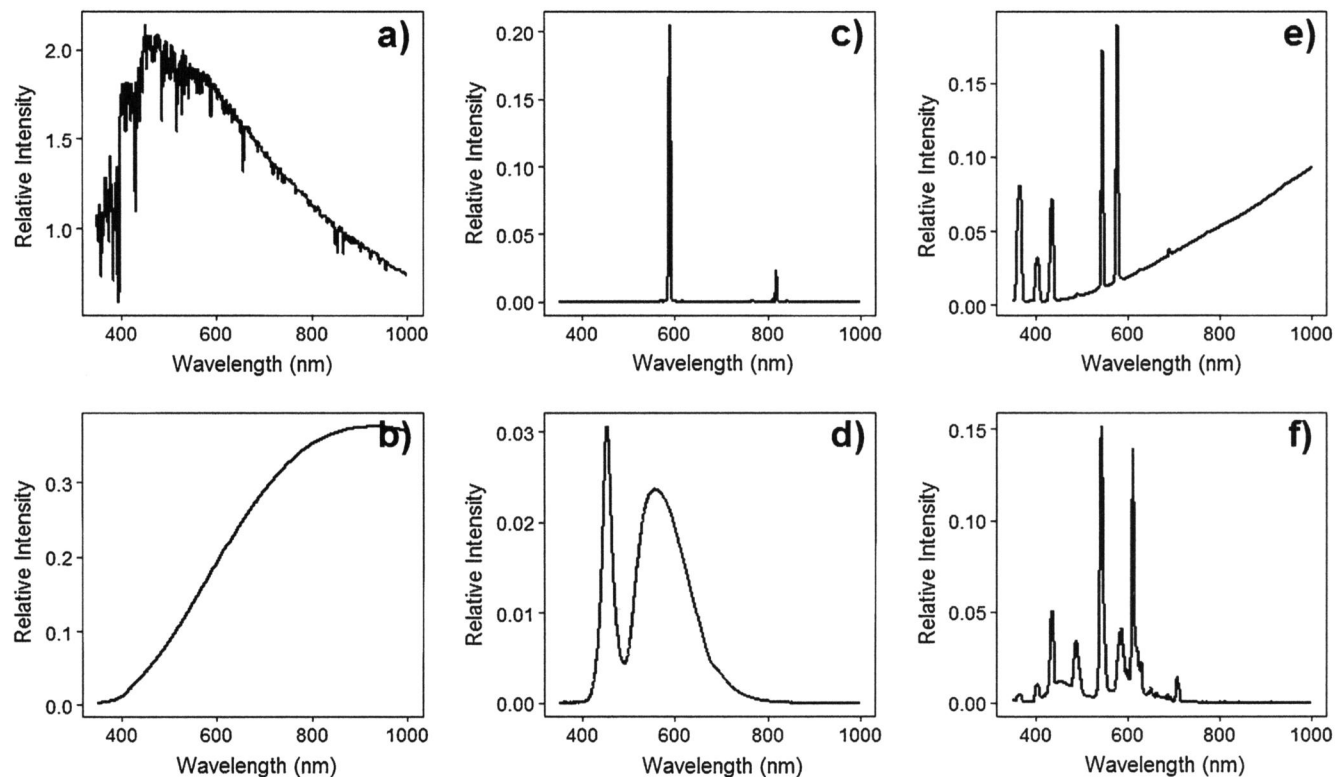 a)
Relative Intensity
2.0
1.5
1.0
400 600 800 1000
Wavelength (nm)
c)
Relative Intensity
0.20
0.15
0.10
0.05
0.00
400 600 800 1000
Wavelength (nm)
e)
Relative Intensity
0.15
0.10
0.05
0.00
400 600 800 1000
Wavelength (nm)
b)
Relative Intensity
0.3
0.2
0.1
0.0
400 600 800 1000
Wavelength (nm)
d)
Relative Intensity
0.03
0.02
0.01
0.00
400 600 800 1000
Wavelength (nm)
f)
Relative Intensity
0.15
0.10
0.05
0.00
400 600 800 1000
Wavelength (nm)